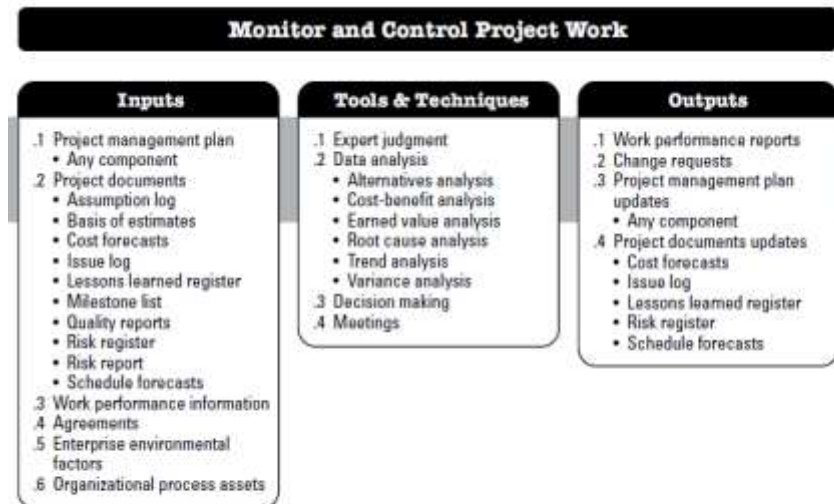 Monitor and Control Project Work
Inputs
.1 Project management plan
• Any component
.2 Project documents
• Assumption log
• Basis of estimates
• Cost forecasts
• Issue log
• Lessons learned register
• Milestone list
• Quality reports
• Risk register
• Risk report
• Schedule forecasts
.3 Work performance information
.4 Agreements
.5 Enterprise environmental
factors
.6 Organizational process assets
Tools & Techniques
.1 Expert judgment
.2 Data analysis
• Alternatives analysis
• Cost-benefit analysis
• Earned value analysis
• Root cause analysis
• Trend analysis
• Variance analysis
.3 Decision making
.4 Meetings
Outputs
.1 Work performance reports
.2 Change requests
.3 Project management plan
updates
• Any component
.4 Project documents updates
• Cost forecasts
• Issue log
• Lessons learned register
• Risk register
• Schedule forecasts